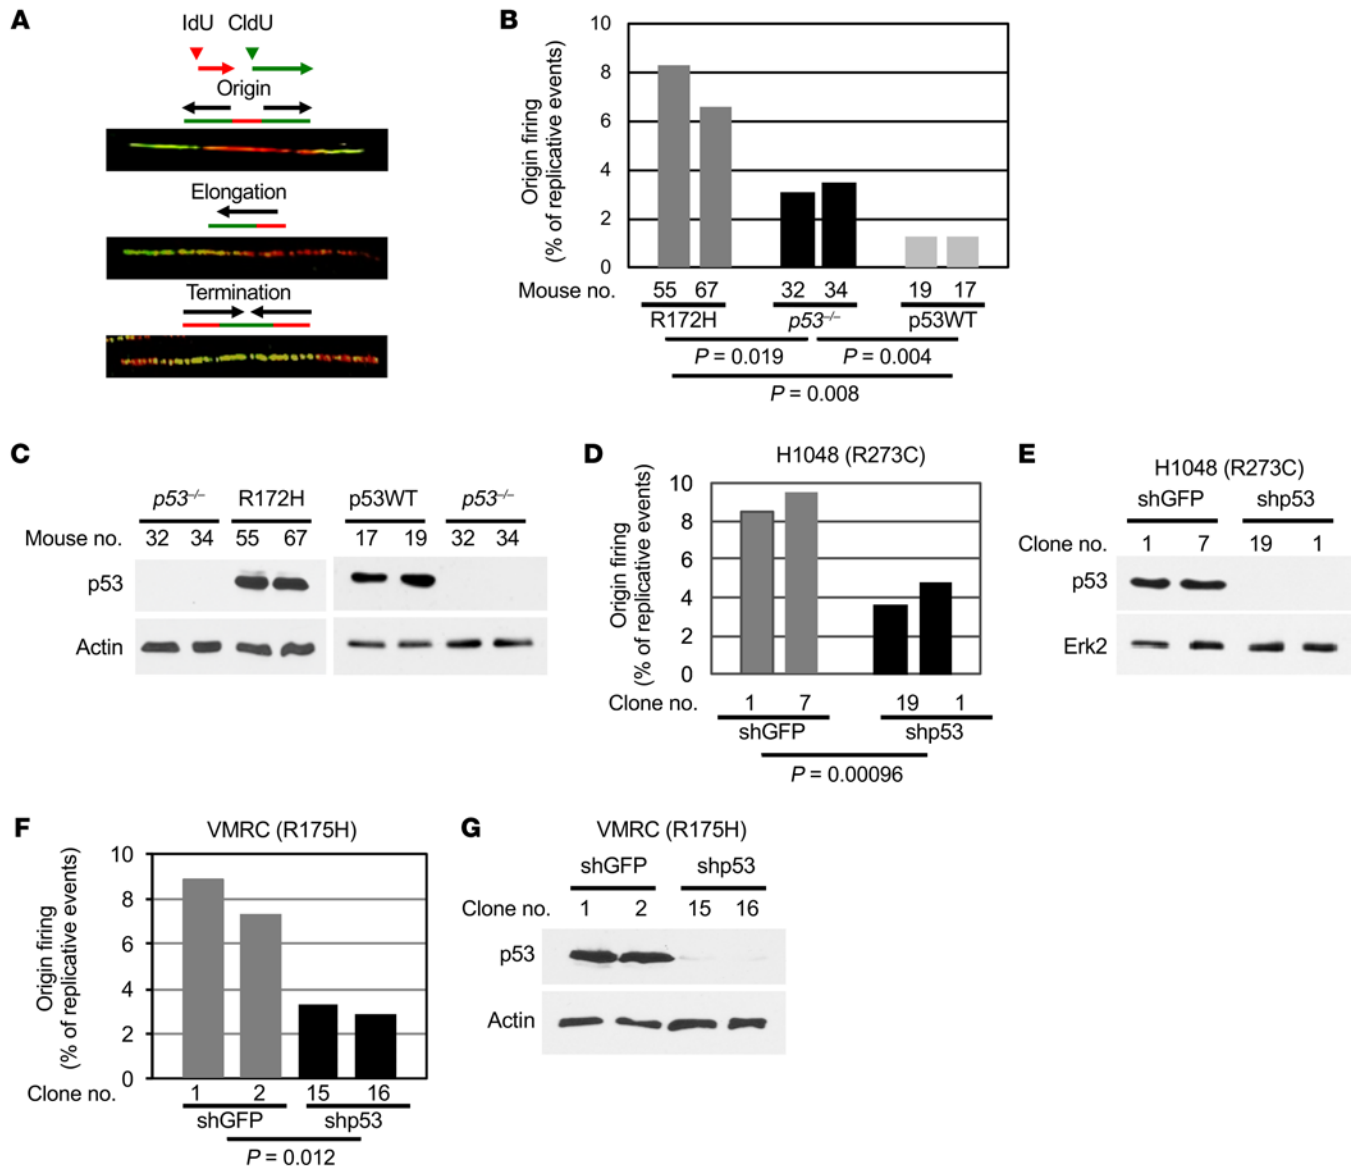 A
IdU CldU
Origin
Elongation
Termination
B
Origin firing
(% of replicative events)
10
8
6
4
2
0
Mouse no. 55 67 32 34 19 17
R172H p53–/– p53WT
P = 0.019 P = 0.004
P = 0.008
C
p53–/– R172H p53WT p53–/–
Mouse no. 32 34 55 67 17 19 32 34
p53
Actin
D
H1048 (R273C)
Origin firing
(% of replicative events)
10
8
6
4
2
0
Clone no. 1 7 19 1
shGFP shp53
P = 0.00096
E
H1048 (R273C)
shGFP shp53
Clone no. 1 7 19 1
p53
Erk2
F
VMRC (R175H)
Origin firing
(% of replicative events)
10
8
6
4
2
0
Clone no. 1 2 15 16
shGFP shp53
P = 0.012
G
VMRC (R175H)
shGFP shp53
Clone no. 1 2 15 16
p53
Actin